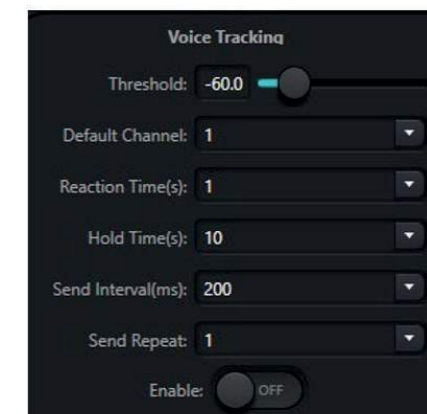 Voice Tracking
Threshold: -60.0
Default Channel: 1
Reaction Time(s): 1
Hold Time(s): 10
Send Interval(ms): 200
Send Repeat: 1
Enable: OFF